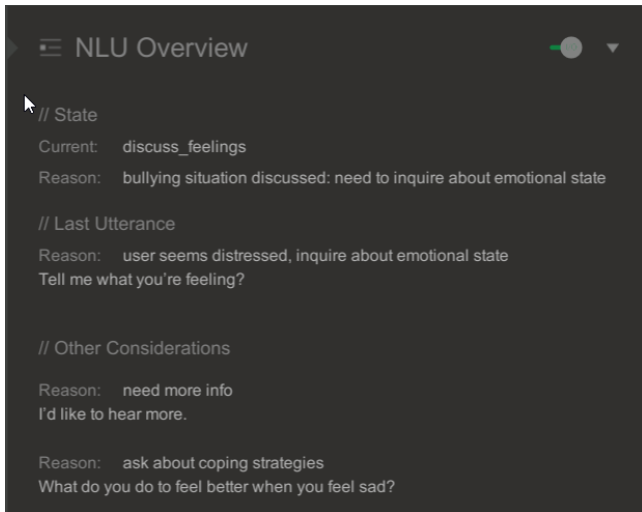 NLU Overview
// State
Current: discuss_feelings
Reason: bullying situation discussed: need to inquire about emotional state
// Last Utterance
Reason: user seems distressed, inquire about emotional state
Tell me what you’re feeling?
// Other Considerations
Reason: need more info
I’d like to hear more.
Reason: ask about coping strategies
What do you do to feel better when you feel sad?